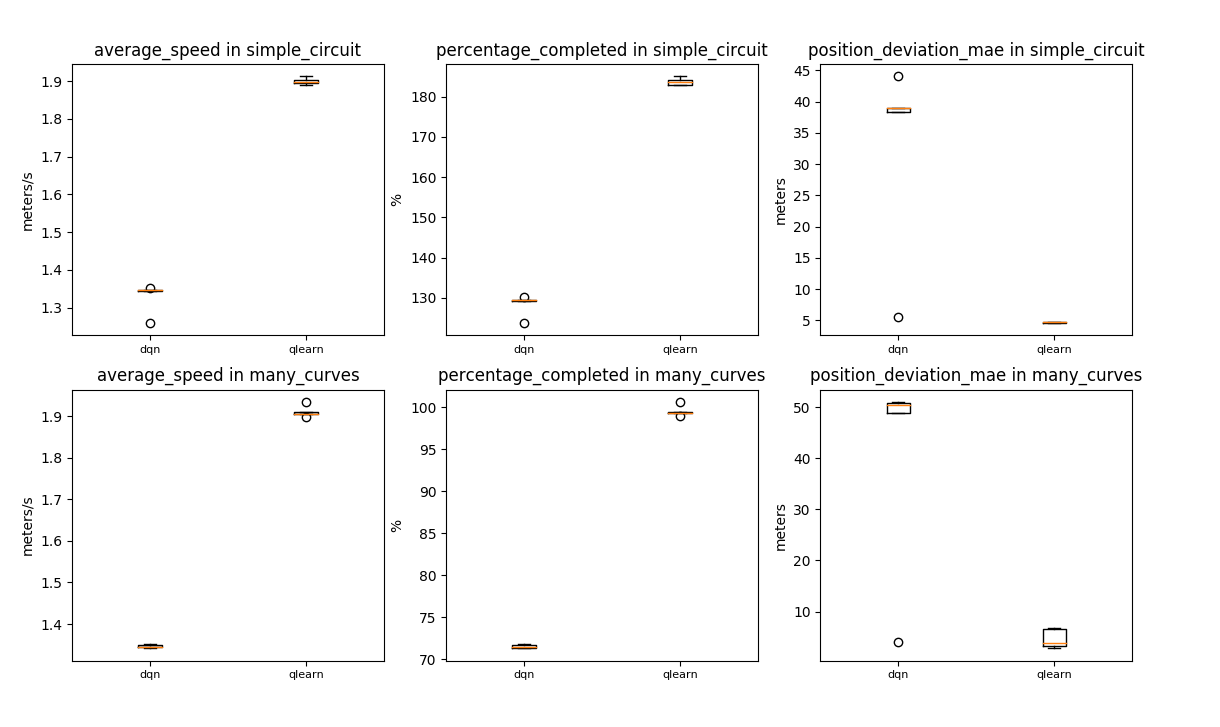 average_speed in simple_circuit
meters/s
1.9
1.8
1.7
1.6
1.5
1.4
1.3
dqn
qlearn
percentage_completed in simple_circuit
%
180
170
160
150
140
130
dqn
qlearn
position_deviation_mae in simple_circuit
meters
45
40
35
30
25
20
15
10
5
dqn
qlearn
average_speed in many_curves
meters/s
1.9
1.8
1.7
1.6
1.5
1.4
dqn
qlearn
percentage_completed in many_curves
%
100
95
90
85
80
75
70
dqn
qlearn
position_deviation_mae in many_curves
meters
50
40
30
20
10
dqn
qlearn